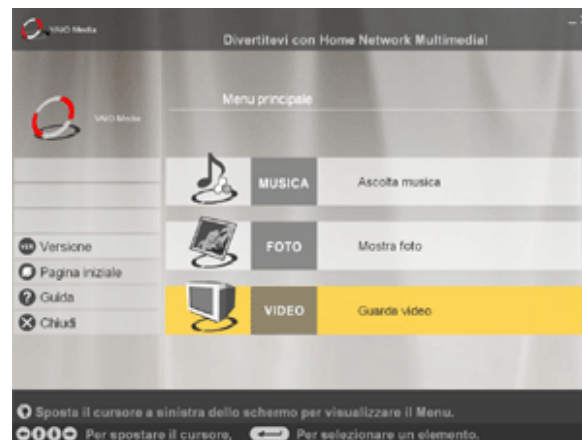 VAIO Media
Divertitevi con Home Network Multimedia!
VAIO Media
Menu principale
MUSICA Ascolta musica
FOTO Mostra foto
VIDEO Guarda video
VER Versione
Pagina iniziale
? Guida
Chiudi
Sposta il cursore a sinistra dello schermo per visualizzare il Menu.
Per spostare il cursore, Per selezionare un elemento.